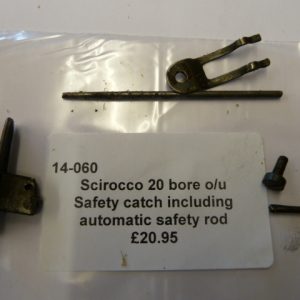 14-060
Scirocco 20 bore o/u
Safety catch including
automatic safety rod
£20.95